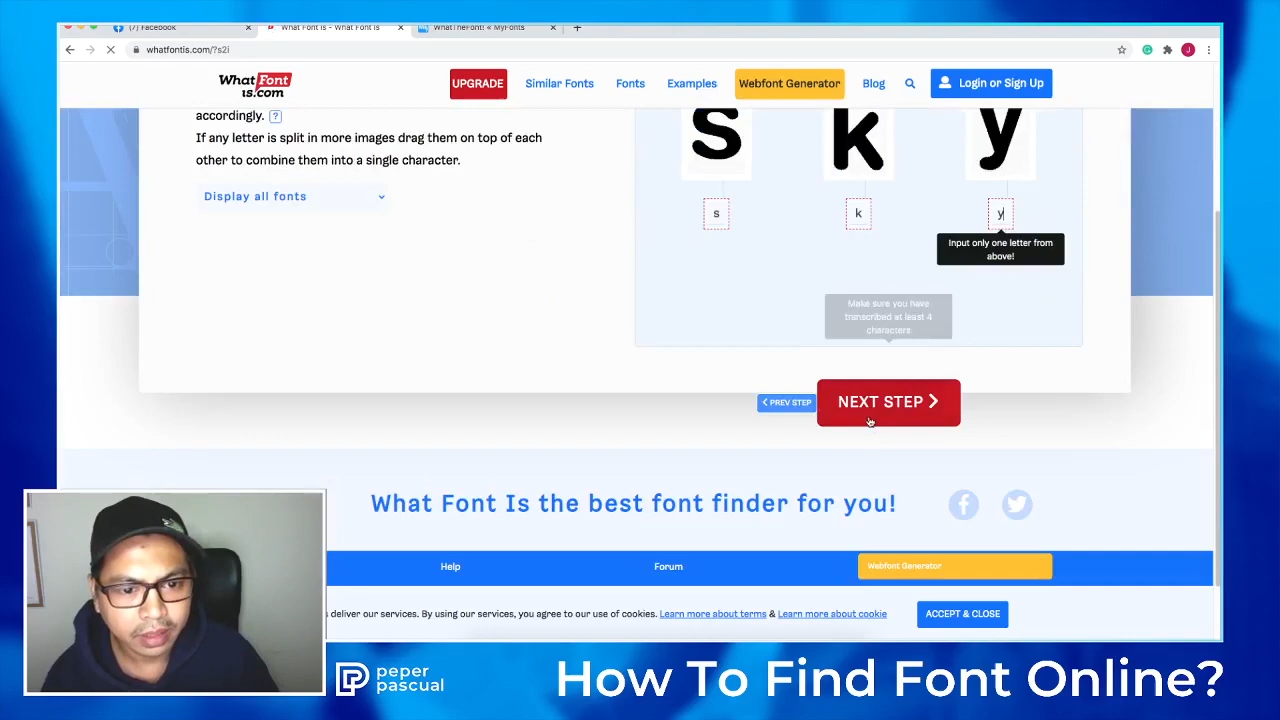 (7) Facebook
What Font is - What Font is
WhatTheFont! « MyFonts
whatfontis.com/?s2i
J
What Font
is.com
UPGRADE
Similar Fonts
Fonts
Examples
Webfont Generator
Blog
Login or Sign Up
accordingly. ?
If any letter is split in more images drag them on top of each
other to combine them into a single character.
Display all fonts
s k y
s k y
Input only one letter from
above!
Make sure you have
transcribed at least 4
characters
PREV STEP
NEXT STEP
What Font Is the best font finder for you!
Help
Forum
Webfont Generator
deliver our services. By using our services, you agree to our use of cookies. Learn more about terms & Learn more about cookie
ACCEPT & CLOSE
peper
pascual
How To Find Font Online?